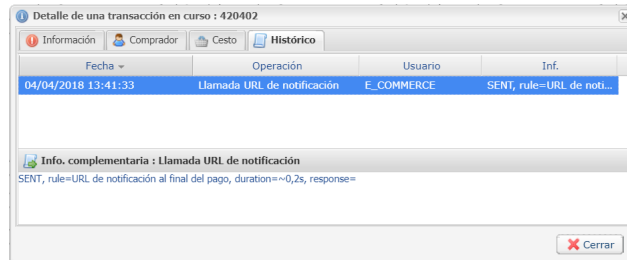 Detalle de una transacción en curso : 420402
Información Comprador Cesto Histórico
Fecha Operación Usuario Inf.
04/04/2018 13:41:33 Llamada URL de notificación E_COMMERCE SENT, rule=URL de noti...
Info. complementaria : Llamada URL de notificación
SENT, rule=URL de notificación al final del pago, duration=~0,2s, response=
Cerrar